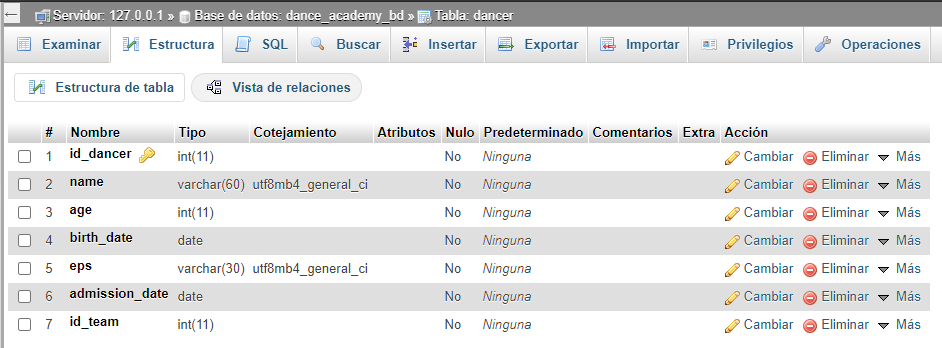 Servidor: 127.0.0.1 » Base de datos: dance_academy_bd » Tabla: dancer
Examinar Estructura SQL Buscar Insertar Exportar Importar Privilegios Operaciones
Estructura de tabla Vista de relaciones
# Nombre Tipo Cotejamiento Atributos Nulo Predeterminado Comentarios Extra Acción
1 id_dancer int(11) No Ninguna Cambiar Eliminar Más
2 name varchar(60) utf8mb4_general_ci No Ninguna Cambiar Eliminar Más
3 age int(11) No Ninguna Cambiar Eliminar Más
4 birth_date date No Ninguna Cambiar Eliminar Más
5 eps varchar(30) utf8mb4_general_ci No Ninguna Cambiar Eliminar Más
6 admission_date date No Ninguna Cambiar Eliminar Más
7 id_team int(11) No Ninguna Cambiar Eliminar Más